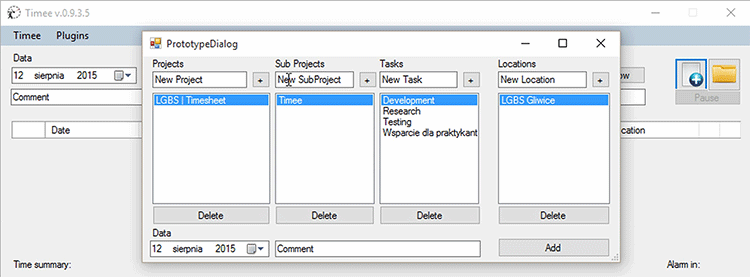 Timee v.0.9.3.5
Timee Plugins
Data
12 sierpnia 2015
Comment
Date
PrototypeDialog
Projects Sub Projects Tasks Locations
New Project + New SubProject + New Task + New Location +
LGBS | Timesheet Timee Development LGBS Gliwice
Research
Testing
Wsparcie dla praktykant
Delete Delete Delete Delete
Data
12 sierpnia 2015 Comment Add
Pause
Time summary: Alarm in: